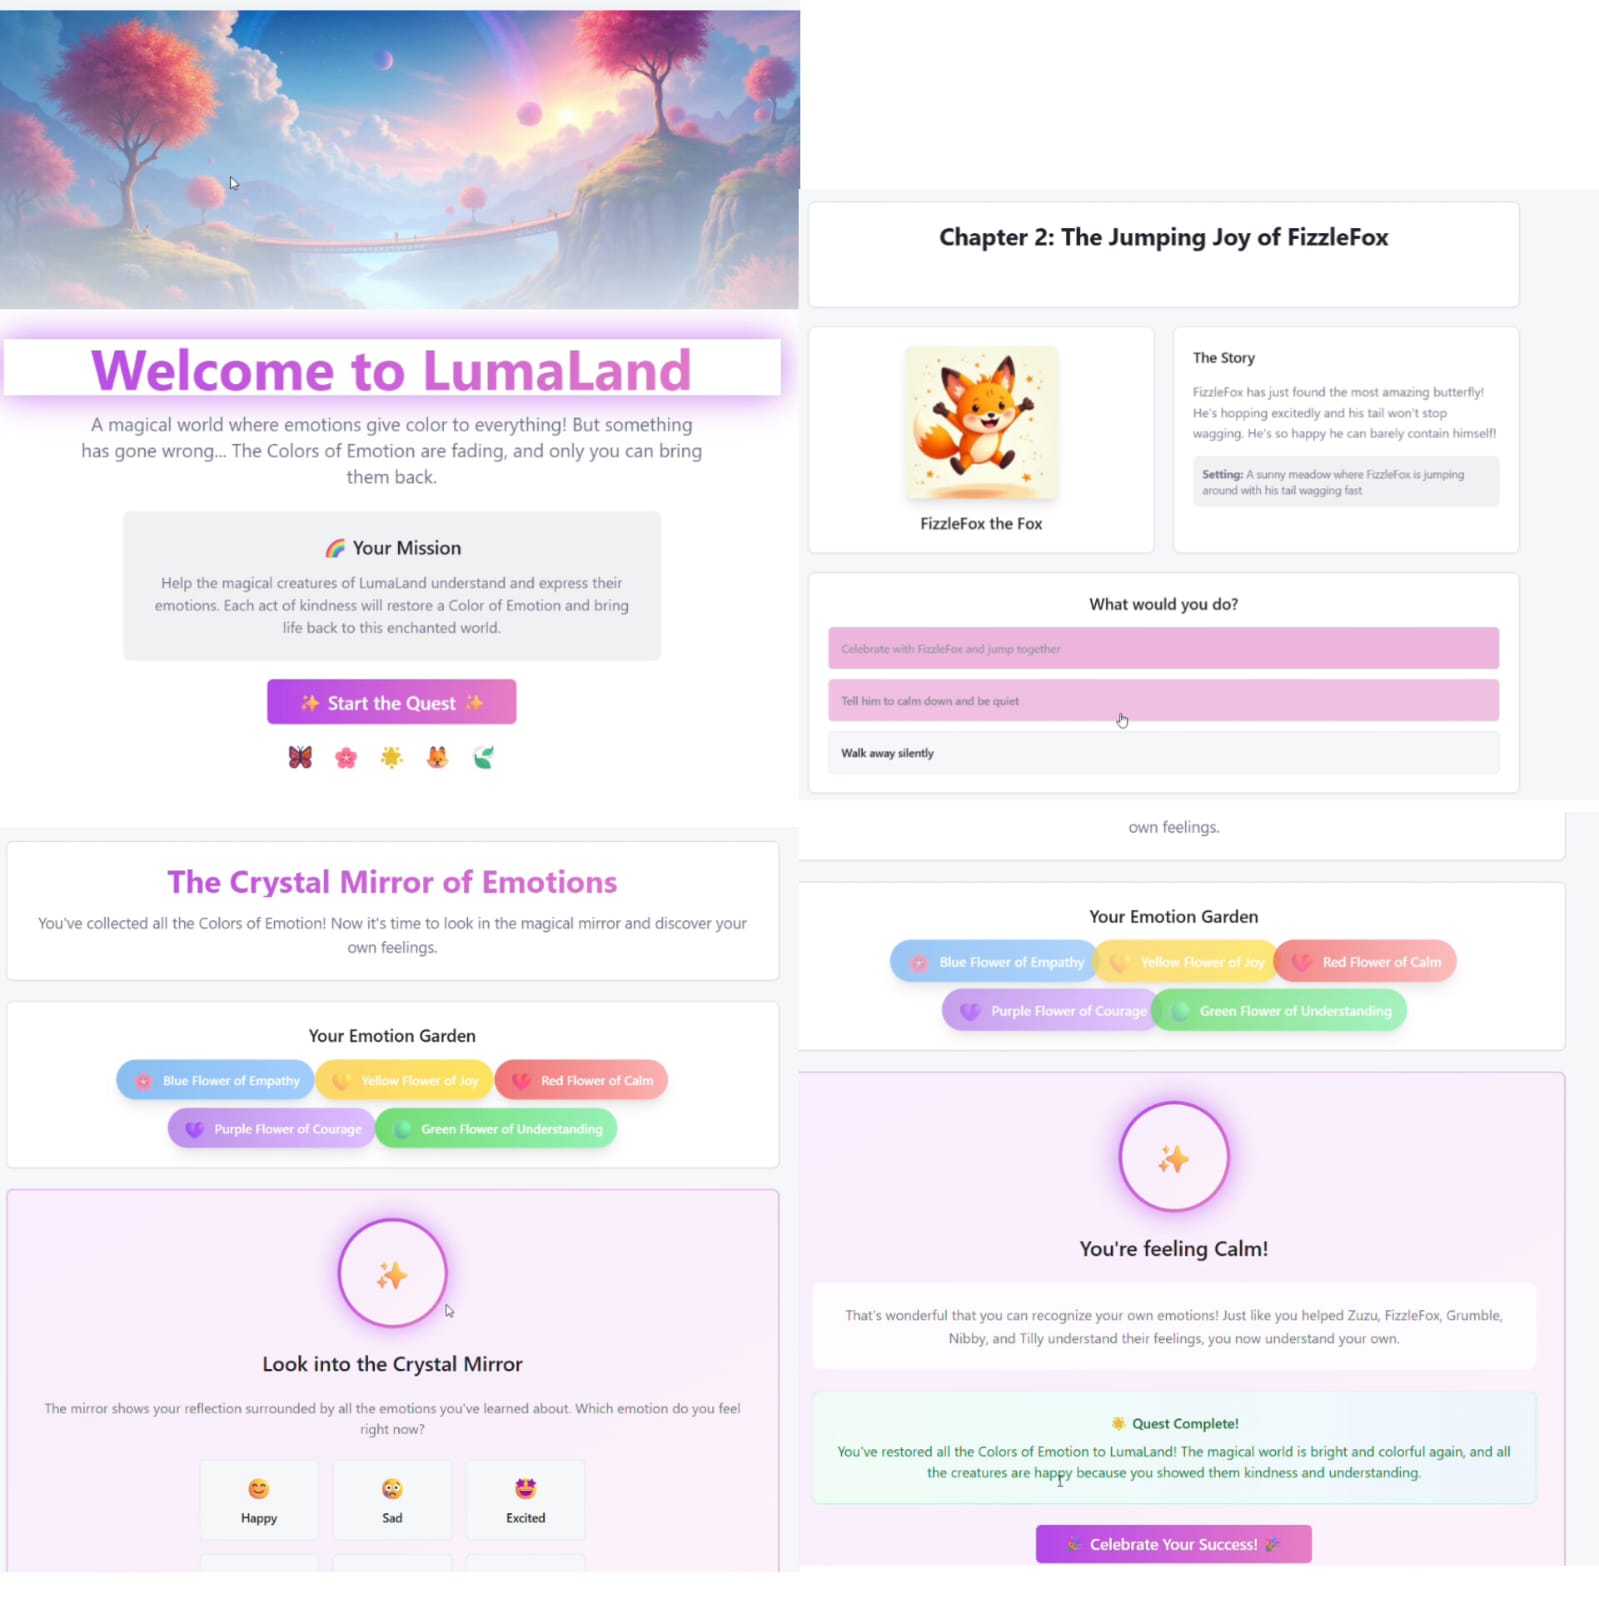 Welcome to LumaLand
A magical world where emotions give color to everything! But something
has gone wrong... The Colors of Emotion are fading, and only you can bring
them back.
🌈 Your Mission
Help the magical creatures of LumaLand understand and express their
emotions. Each act of kindness will restore a Color of Emotion and bring
life back to this enchanted world.
✨ Start the Quest ✨
Chapter 2: The Jumping Joy of FizzleFox
FizzleFox the Fox
The Story
FizzleFox has just found the most amazing butterfly!
He's hopping excitedly and his tail won't stop
wagging. He's so happy he can barely contain himself!
Setting: A sunny meadow where FizzleFox is jumping
around with his tail wagging fast
What would you do?
Celebrate with FizzleFox and jump together
Tell him to calm down and be quiet
Walk away silently
The Crystal Mirror of Emotions
You've collected all the Colors of Emotion! Now it's time to look in the magical mirror and discover your
own feelings.
Your Emotion Garden
Blue Flower of Empathy
Yellow Flower of Joy
Red Flower of Calm
Purple Flower of Courage
Green Flower of Understanding
Look into the Crystal Mirror
The mirror shows your reflection surrounded by all the emotions you've learned about. Which emotion do you feel
right now?
Happy
Sad
Excited
own feelings.
Your Emotion Garden
Blue Flower of Empathy
Yellow Flower of Joy
Red Flower of Calm
Purple Flower of Courage
Green Flower of Understanding
You're feeling Calm!
That's wonderful that you can recognize your own emotions! Just like you helped Zuzu, FizzleFox, Grumble,
Nibby, and Tilly understand their feelings, you now understand your own.
🌟 Quest Complete!
You've restored all the Colors of Emotion to LumaLand! The magical world is bright and colorful again, and all
the creatures are happy because you showed them kindness and understanding.
🎉 Celebrate Your Success! 🎉